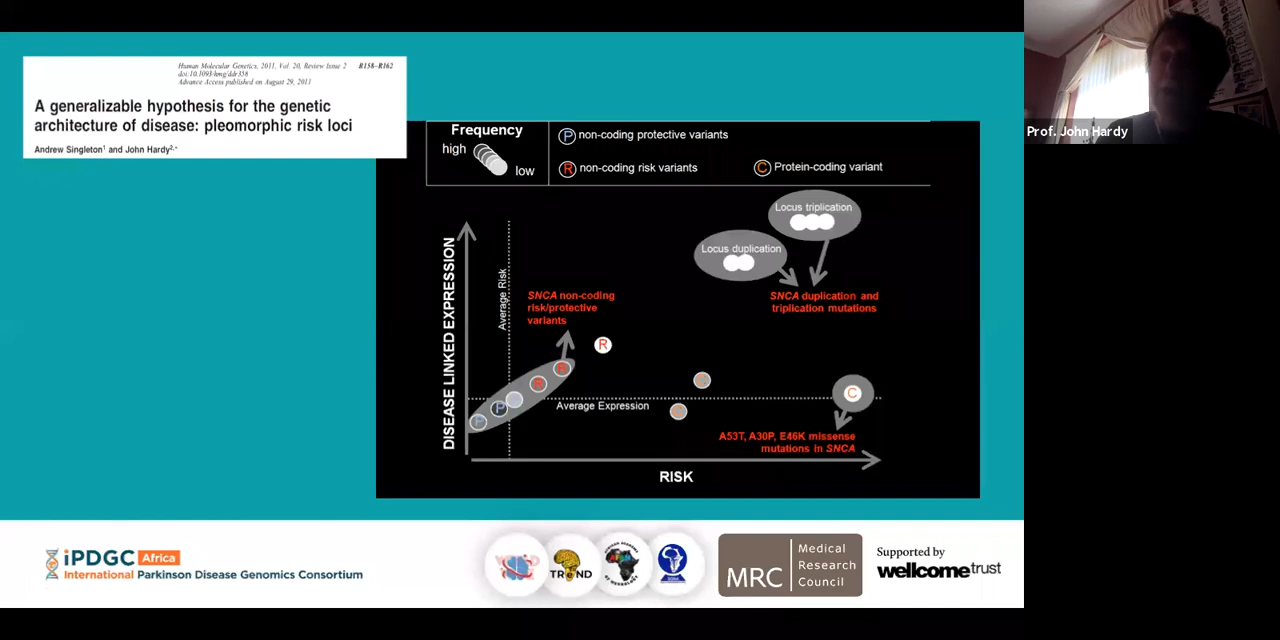 Human Molecular Genetics, 2011, Vol. 20, Review Issue 2 R158–R162
doi:10.1093/hmg/ddr358
Advance Access published on August 29, 2011
A generalizable hypothesis for the genetic
architecture of disease: pleomorphic risk loci
Andrew Singleton1 and John Hardy2,*
Prof. John Hardy
Frequency
high
low
P non-coding protective variants
R non-coding risk variants
C Protein-coding variant
Locus triplication
Locus duplication
DISEASE LINKED EXPRESSION
Average Risk
SNCA non-coding
risk/protective
variants
SNCA duplication and
triplication mutations
R
R
R
P
P
C
C
C
Average Expression
A53T, A30P, E46K missense
mutations in SNCA
RISK
iPDGC Africa
International Parkinson Disease Genomics Consortium
TReND
MRC
Medical
Research
Council
Supported by
wellcometrust